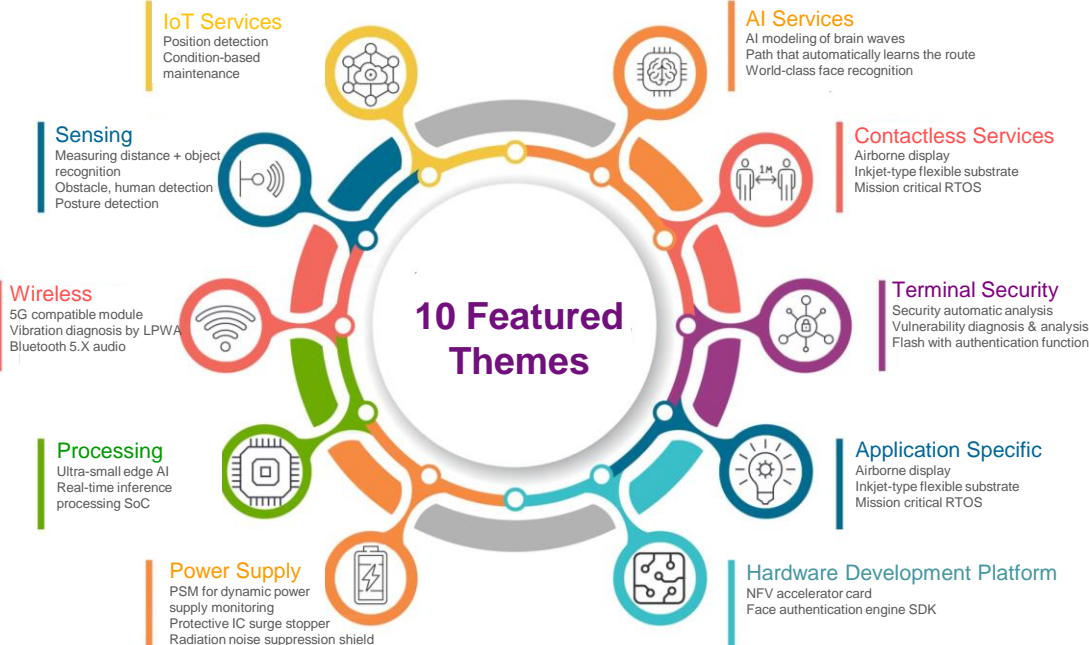 IoT Services
Position detection
Condition-based
maintenance
AI Services
AI modeling of brain waves
Path that automatically learns the route
World-class face recognition
Sensing
Measuring distance + object
recognition
Obstacle, human detection
Posture detection
Contactless Services
Airborne display
Inkjet-type flexible substrate
Mission critical RTOS
1M
Wireless
5G compatible module
Vibration diagnosis by LPWA
Bluetooth 5.X audio
10 Featured
Themes
Terminal Security
Security automatic analysis
Vulnerability diagnosis & analysis
Flash with authentication function
Processing
Ultra-small edge AI
Real-time inference
processing SoC
Application Specific
Airborne display
Inkjet-type flexible substrate
Mission critical RTOS
Power Supply
PSM for dynamic power
supply monitoring
Protective IC surge stopper
Radiation noise suppression shield
Hardware Development Platform
NFV accelerator card
Face authentication engine SDK